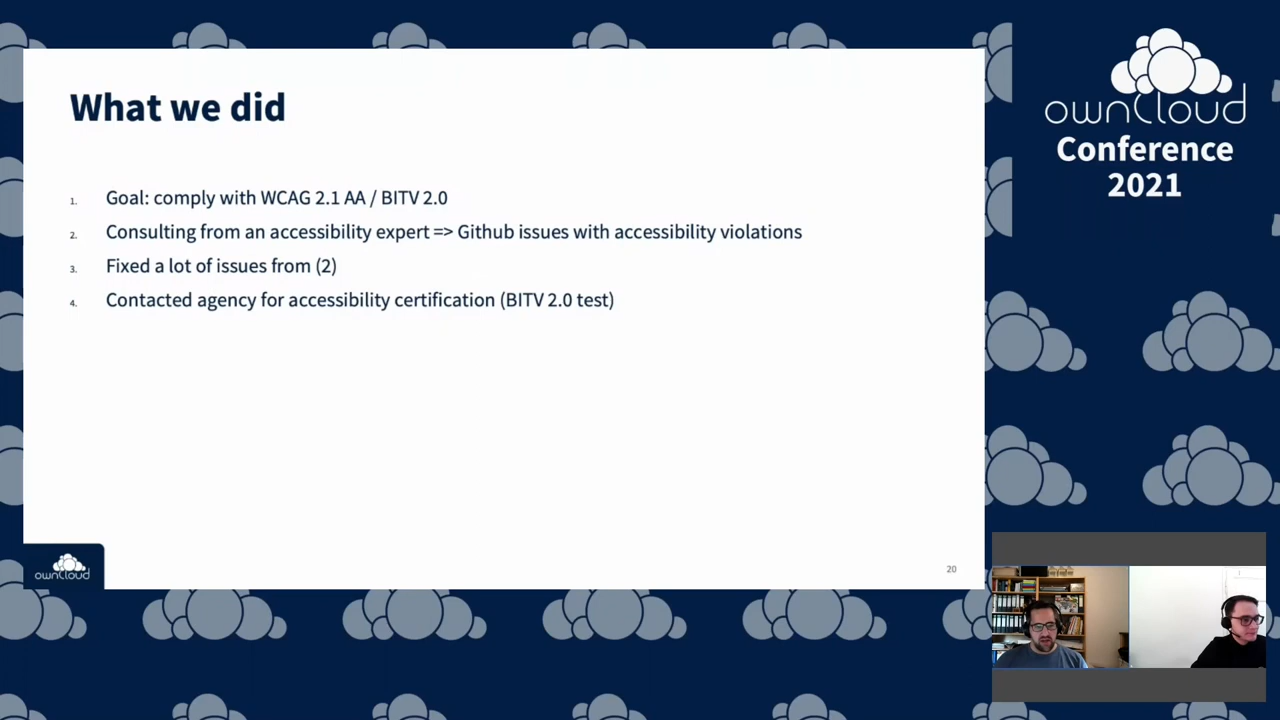 What we did
1. Goal: comply with WCAG 2.1 AA / BITV 2.0
2. Consulting from an accessibility expert => Github issues with accessibility violations
3. Fixed a lot of issues from (2)
4. Contacted agency for accessibility certification (BITV 2.0 test)
ownCloud
20
ownCloud
Conference
2021